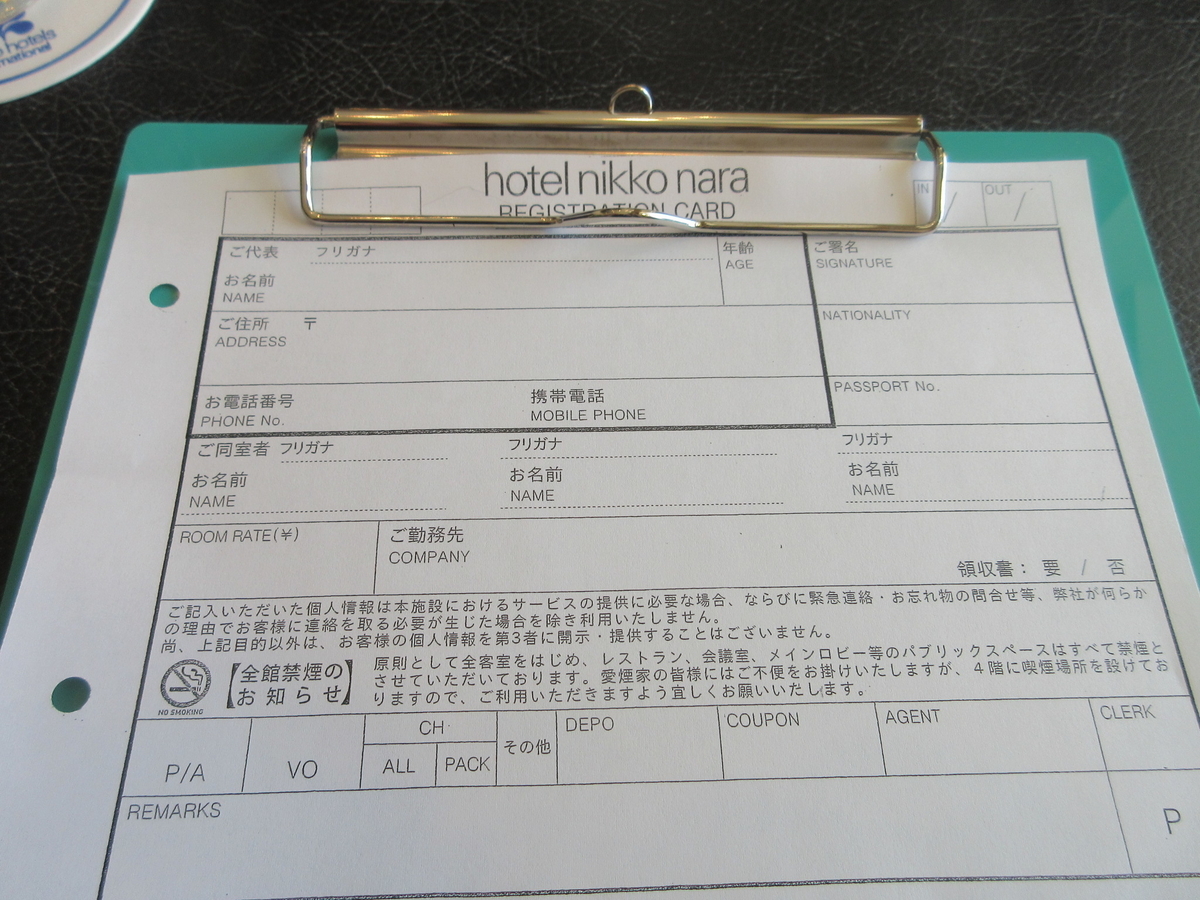 hotels
national
hotel nikko nara
REGISTRATION CARD
IN / OUT /
ご代表 フリガナ
お名前
NAME
年齢
AGE
ご署名
SIGNATURE
ご住所 〒
ADDRESS
NATIONALITY
お電話番号
PHONE No.
携帯電話
MOBILE PHONE
PASSPORT No.
ご同室者 フリガナ
お名前
NAME
フリガナ
お名前
NAME
フリガナ
お名前
NAME
ROOM RATE(¥)
ご勤務先
COMPANY
領収書： 要 / 否
ご記入いただいた個人情報は本施設におけるサービスの提供に必要な場合、ならびに緊急連絡・お忘れ物の問合せ等、弊社が何らか
の理由でお客様に連絡を取る必要が生じた場合を除き利用いたしません。
尚、上記目的以外は、お客様の個人情報を第3者に開示・提供することはございません。
NO SMOKING
【全館禁煙の
お知らせ】
原則として全客室をはじめ、レストラン、会議室、メインロビー等のパブリックスペースはすべて禁煙と
させていただいております。愛煙家の皆様にはご不便をお掛けいたしますが、4階に喫煙場所を設けてお
りますので、ご利用いただきますよう宜しくお願いいたします。
P/A
VO
CH
ALL
PACK
その他
DEPO
COUPON
AGENT
CLERK
REMARKS
P